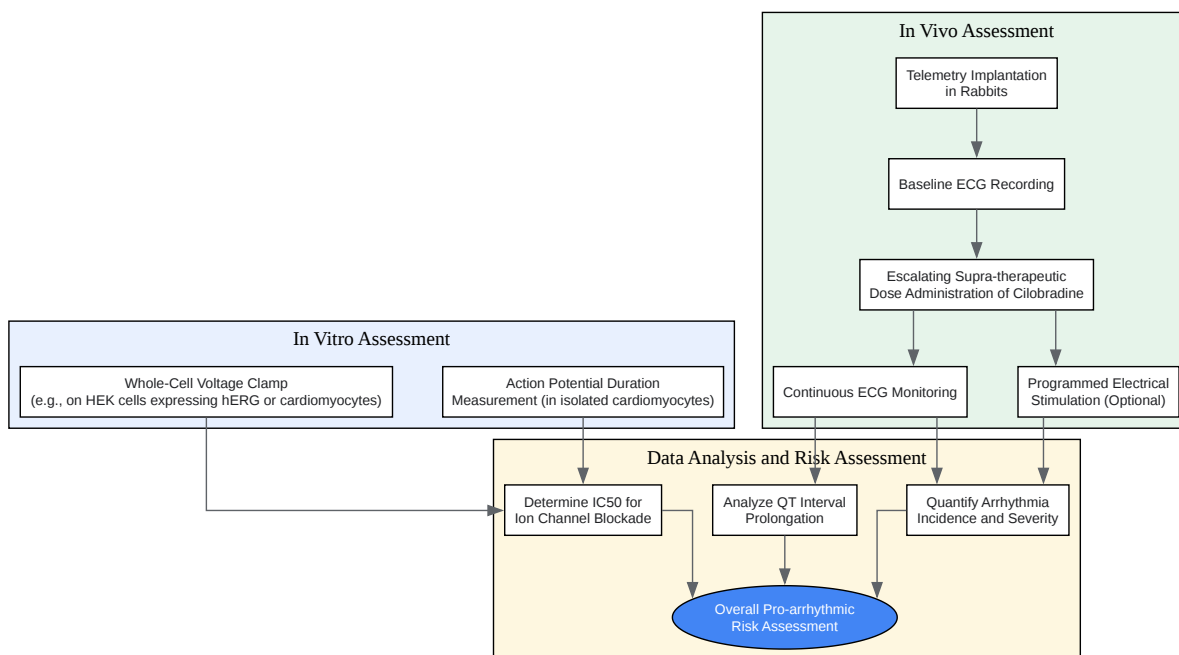 In Vivo Assessment
Telemetry Implantation
in Rabbits
Baseline ECG Recording
Escalating Supra-therapeutic
Dose Administration of Cilobradine
In Vitro Assessment
Whole-Cell Voltage Clamp
(e.g., on HEK cells expressing hERG or cardiomyocytes)
Action Potential Duration
Measurement (in isolated cardiomyocytes)
Continuous ECG Monitoring
Programmed Electrical
Stimulation (Optional)
Data Analysis and Risk Assessment
Determine IC50 for
Ion Channel Blockade
Analyze QT Interval
Prolongation
Quantify Arrhythmia
Incidence and Severity
Overall Pro-arrhythmic
Risk Assessment